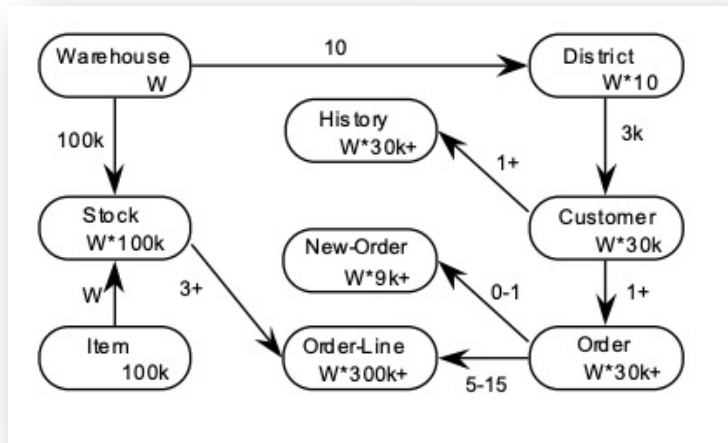 Warehouse
W
10
District
W*10
History
W*30k+
100k
1+
3k
Stock
W*100k
Customer
W*30k
New-Order
W*9k+
W
3+
0-1
1+
Item
100k
Order-Line
W*300k+
5-15
Order
W*30k+